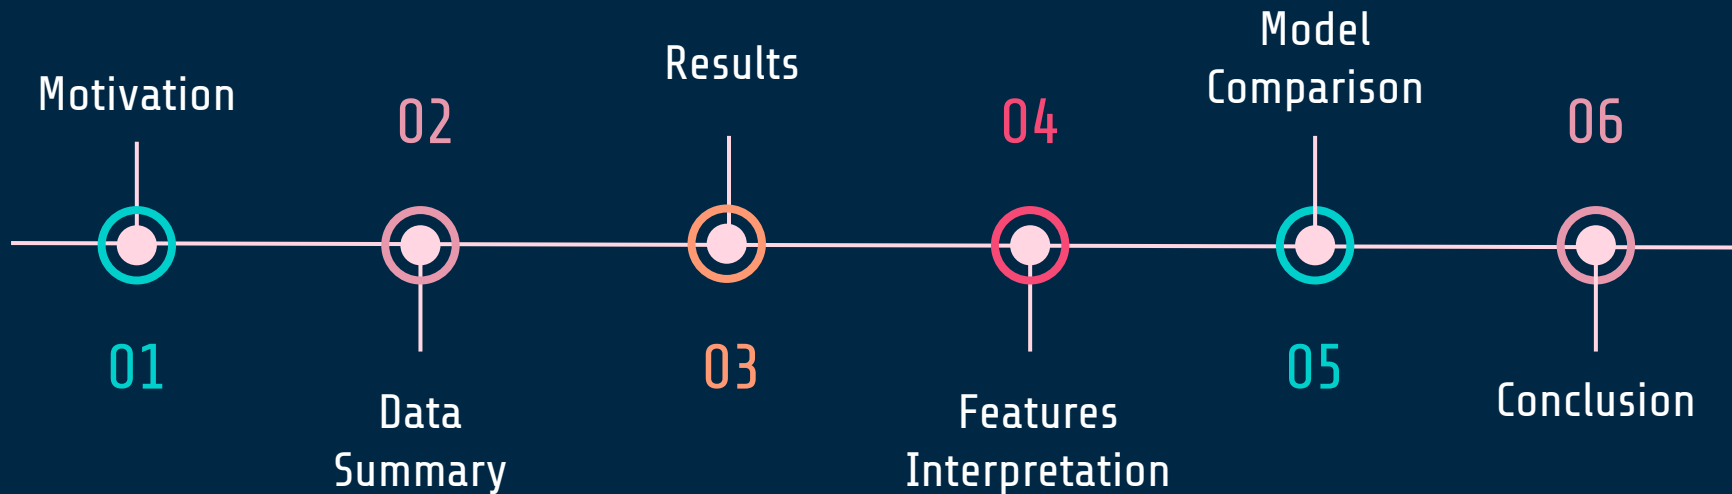 Motivation
01
02
Data
Summary
Results
03
04
Features
Interpretation
Model
Comparison
05
06
Conclusion